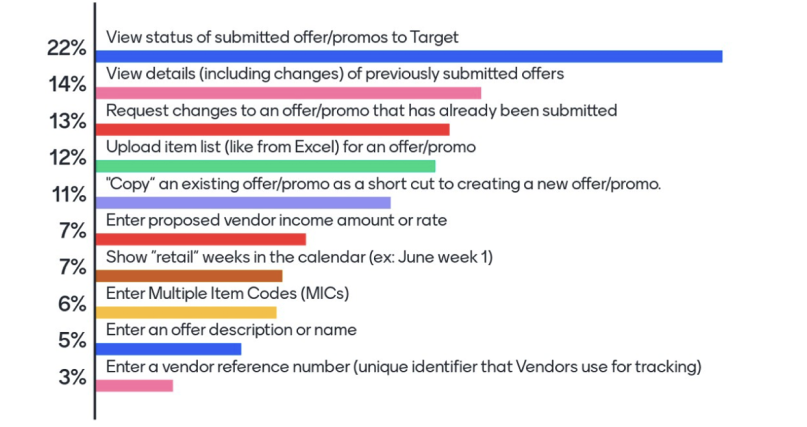 View status of submitted offer/promos to Target
22%
View details (including changes) of previously submitted offers
14%
Request changes to an offer/promo that has already been submitted
13%
Upload item list (like from Excel) for an offer/promo
12%
"Copy" an existing offer/promo as a short cut to creating a new offer/promo.
11%
Enter proposed vendor income amount or rate
7%
Show "retail" weeks in the calendar (ex: June week 1)
7%
Enter Multiple Item Codes (MICs)
6%
Enter an offer description or name
5%
Enter a vendor reference number (unique identifier that Vendors use for tracking)
3%